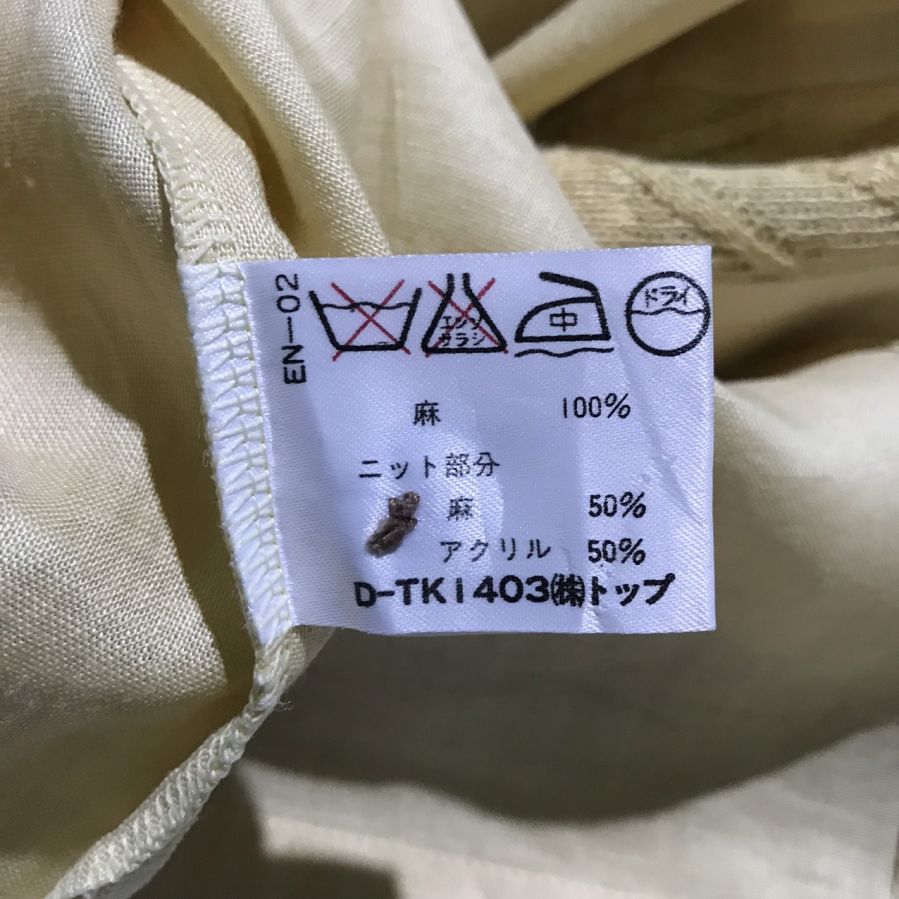 EN-02
エンソ
サラシ
中
ドライ
麻 100%
ニット部分
麻 50%
アクリル 50%
D-TK1403㈱トップ